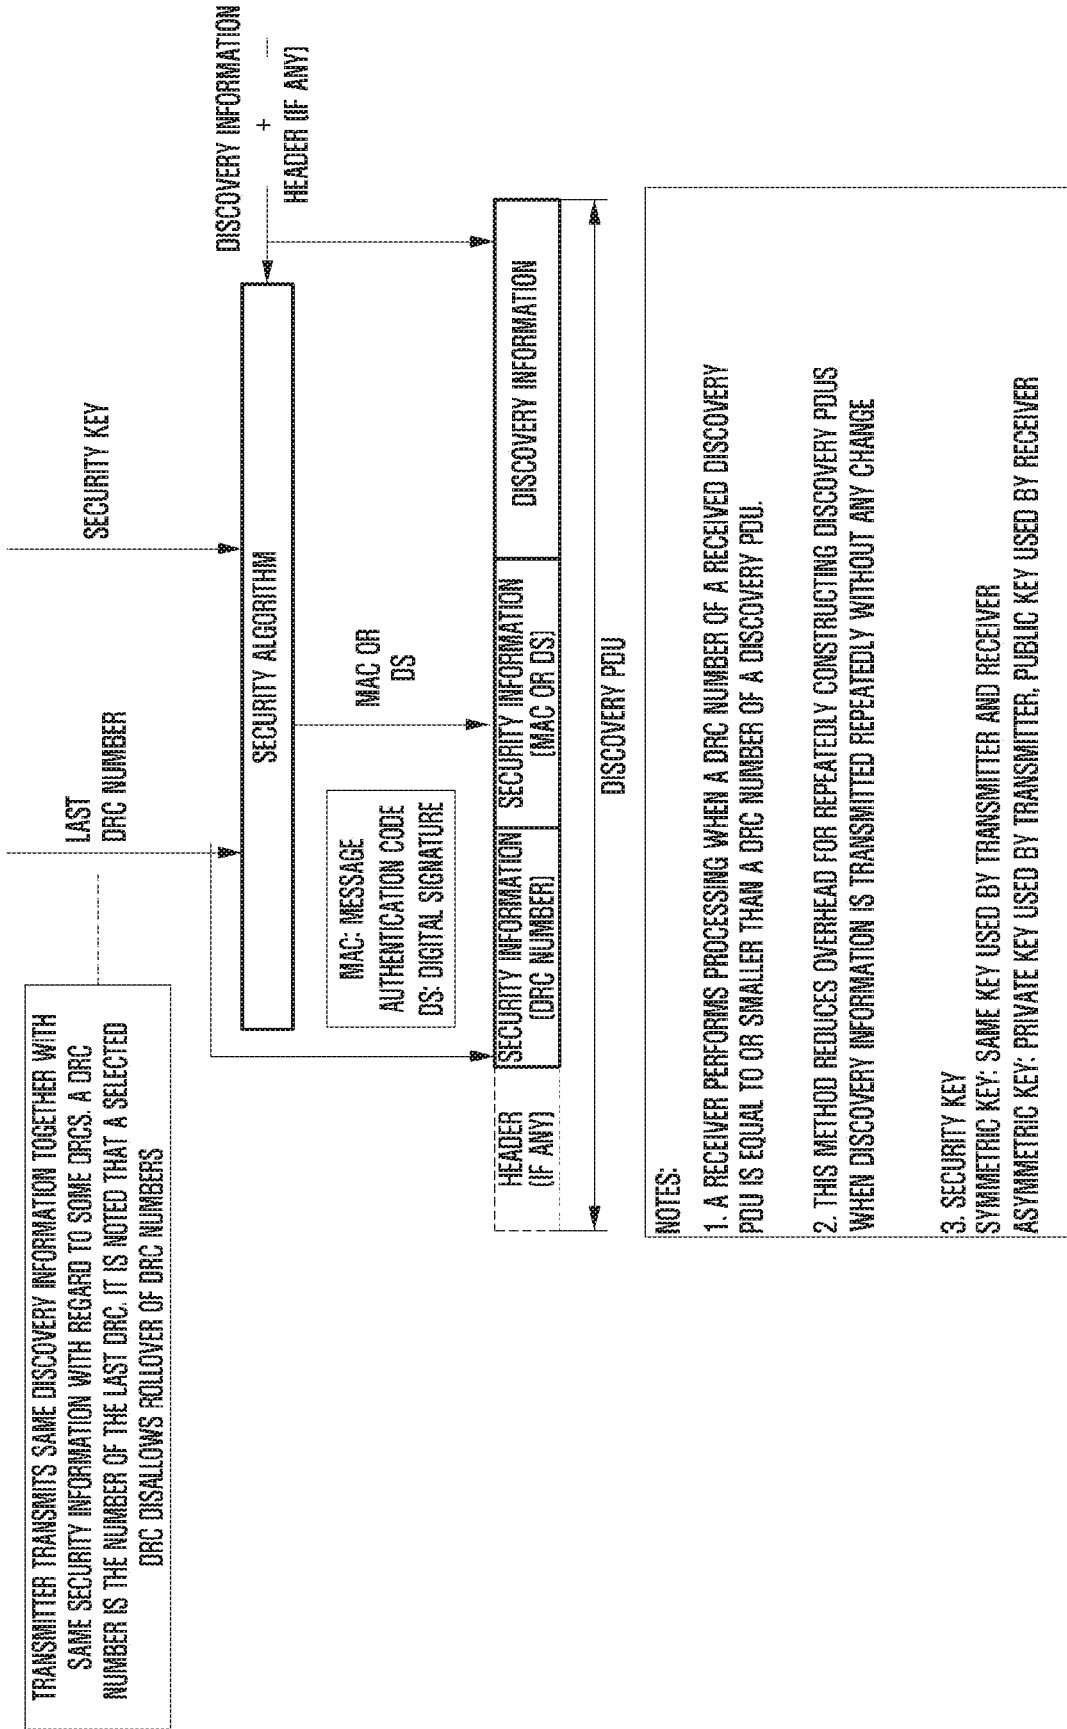 TRANSMITTER TRANSMITS SAME DISCOVERY INFORMATION TOGETHER WITH
SAME SECURITY INFORMATION WITH REGARD TO SOME DRCS. A DRC
NUMBER IS THE NUMBER OF THE LAST DRC. IT IS NOTED THAT A SELECTED
DRC DISALLOWS ROLLOVER OF DRC NUMBERS
LAST
DRC NUMBER
SECURITY KEY
DISCOVERY INFORMATION
+
HEADER (IF ANY)
SECURITY ALGORITHM
MAC: MESSAGE
AUTHENTICATION CODE
DS: DIGITAL SIGNATURE
MAC OR
DS
HEADER
(IF ANY)
SECURITY INFORMATION
(DRC NUMBER)
SECURITY INFORMATION
(MAC OR DS)
DISCOVERY INFORMATION
DISCOVERY PDU
NOTES:
1. A RECEIVER PERFORMS PROCESSING WHEN A DRC NUMBER OF A RECEIVED DISCOVERY
PDU IS EQUAL TO OR SMALLER THAN A DRC NUMBER OF A DISCOVERY PDU.
2. THIS METHOD REDUCES OVERHEAD FOR REPEATEDLY CONSTRUCTING DISCOVERY PDUS
WHEN DISCOVERY INFORMATION IS TRANSMITTED REPEATEDLY WITHOUT ANY CHANGE
3. SECURITY KEY
SYMMETRIC KEY: SAME KEY USED BY TRANSMITTER AND RECEIVER
ASYMMETRIC KEY: PRIVATE KEY USED BY TRANSMITTER, PUBLIC KEY USED BY RECEIVER